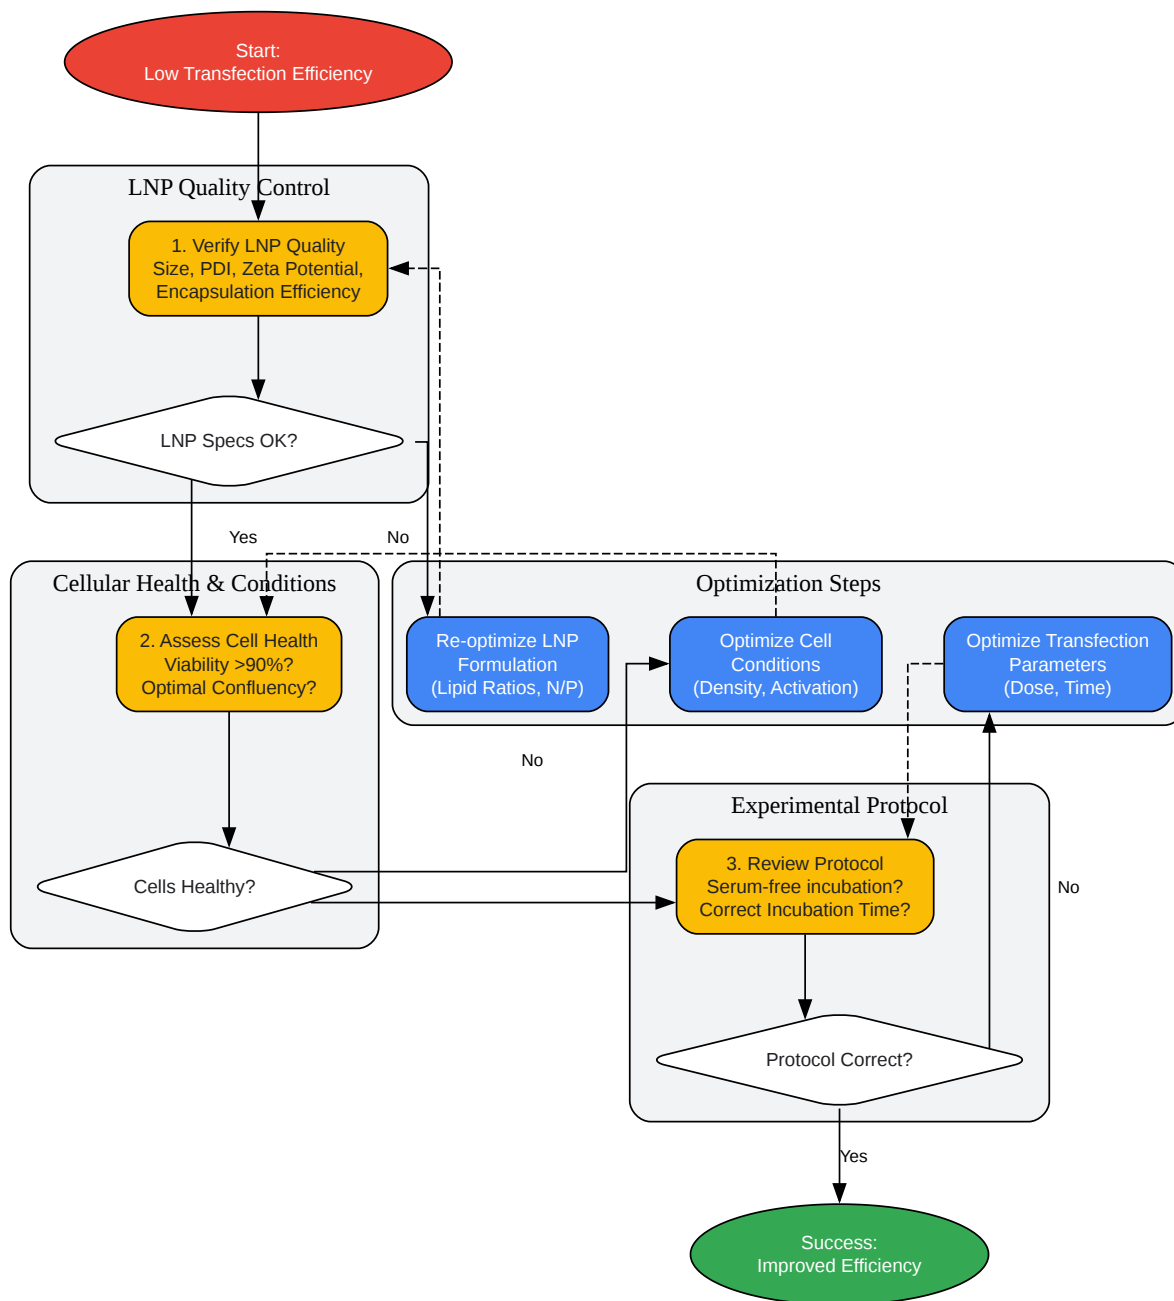 Start:
Low Transfection Efficiency
LNP Quality Control
1. Verify LNP Quality
Size, PDI, Zeta Potential,
Encapsulation Efficiency
LNP Specs OK?
Yes
No
Cellular Health & Conditions
2. Assess Cell Health
Viability >90%?
Optimal Confluency?
Cells Healthy?
Optimization Steps
Re-optimize LNP
Formulation
(Lipid Ratios, N/P)
Optimize Cell
Conditions
(Density, Activation)
Optimize Transfection
Parameters
(Dose, Time)
No
Experimental Protocol
3. Review Protocol
Serum-free incubation?
Correct Incubation Time?
No
Protocol Correct?
Yes
Success:
Improved Efficiency